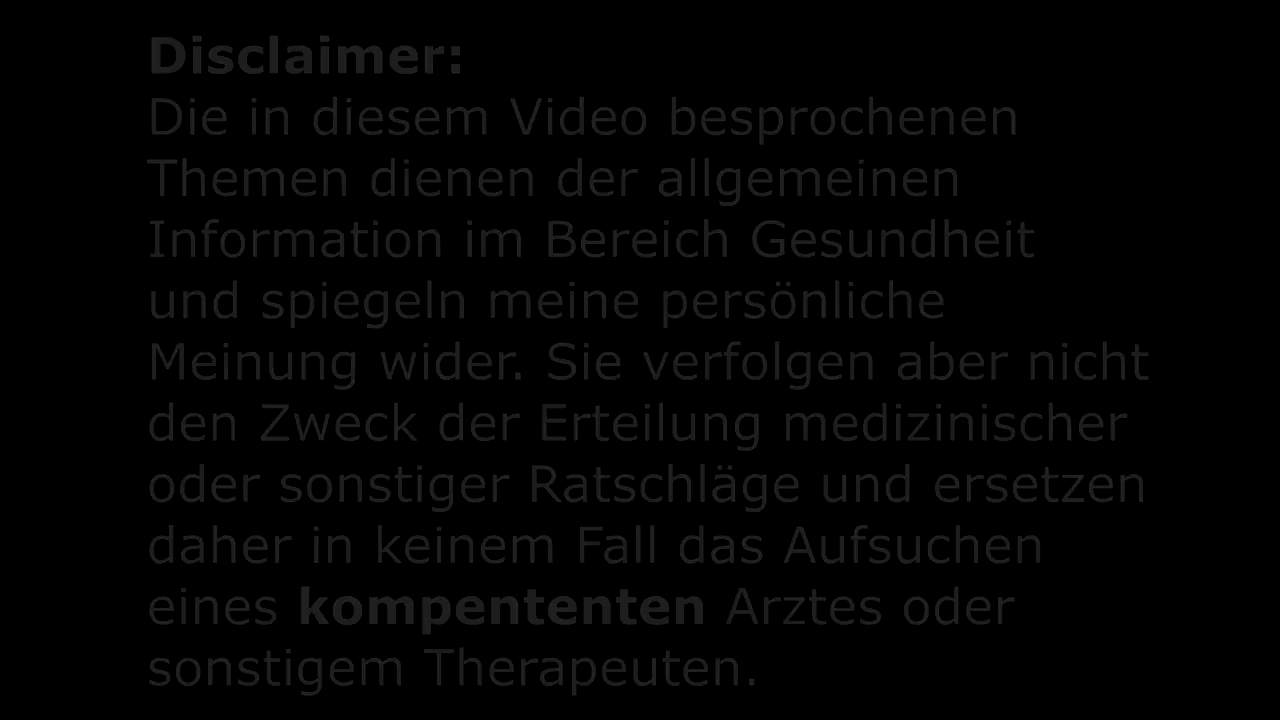 Disclaimer:
Die in diesem Video besprochenen
Themen dienen der allgemeinen
Information im Bereich Gesundheit
und spiegeln meine persönliche
Meinung wider. Sie verfolgen aber nicht
den Zweck der Erteilung medizinischer
oder sonstiger Ratschläge und ersetzen
daher in keinem Fall das Aufsuchen
eines kompententen Arztes oder
sonstigem Therapeuten.